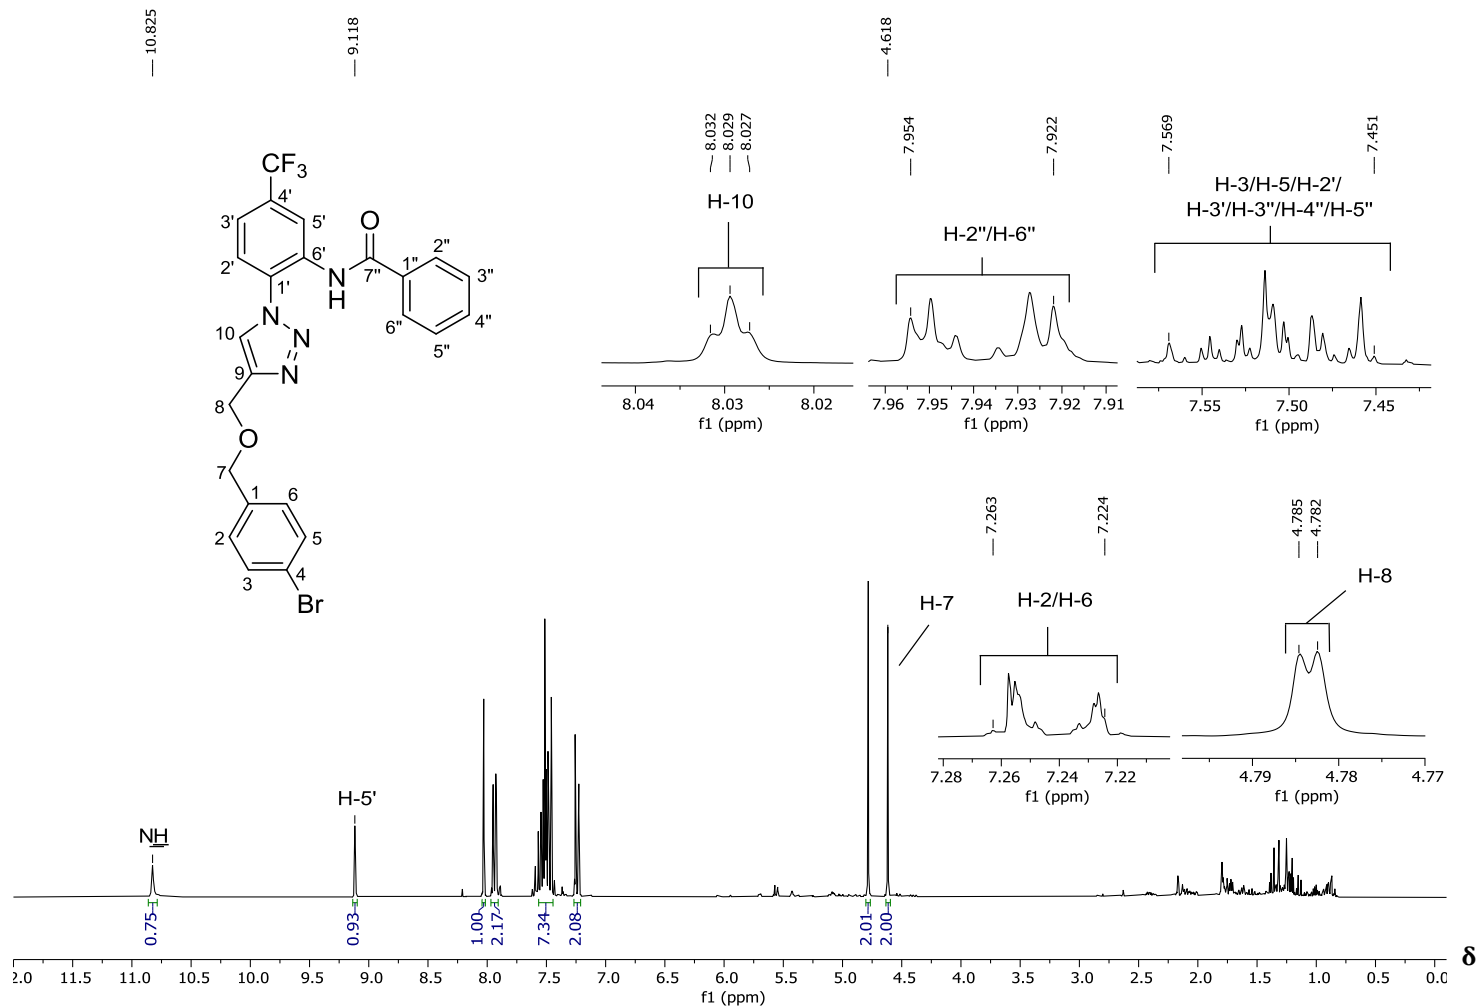 10.825
9.118
4.618
8.032
8.029
8.027
7.954
7.922
7.569
7.451
H-10
H-2"/H-6"
H-3/H-5/H-2'/
H-3'/H-3"/H-4"/H-5"
8.04 8.03 8.02
f1 (ppm)
7.96 7.95 7.94 7.93 7.92 7.91
f1 (ppm)
7.55 7.50 7.45
f1 (ppm)
CF3
4'
3' 5'
O
2' 6' 2"
N 7" 1" 3"
1' H
10 N 6" 4"
N 5"
9 N
8
O
7
1 6
2 5
3 4
Br
7.263
7.224
4.785
4.782
H-7
H-2/H-6
H-8
7.28 7.26 7.24 7.22
f1 (ppm)
4.79 4.78 4.77
f1 (ppm)
NH
H-5'
0.75
0.93
1.00
2.17
7.34
2.08
2.01
2.00
2.0 11.5 11.0 10.5 10.0 9.5 9.0 8.5 8.0 7.5 7.0 6.5 6.0 5.5 5.0 4.5 4.0 3.5 3.0 2.5 2.0 1.5 1.0 0.5 0.0
f1 (ppm)
δ